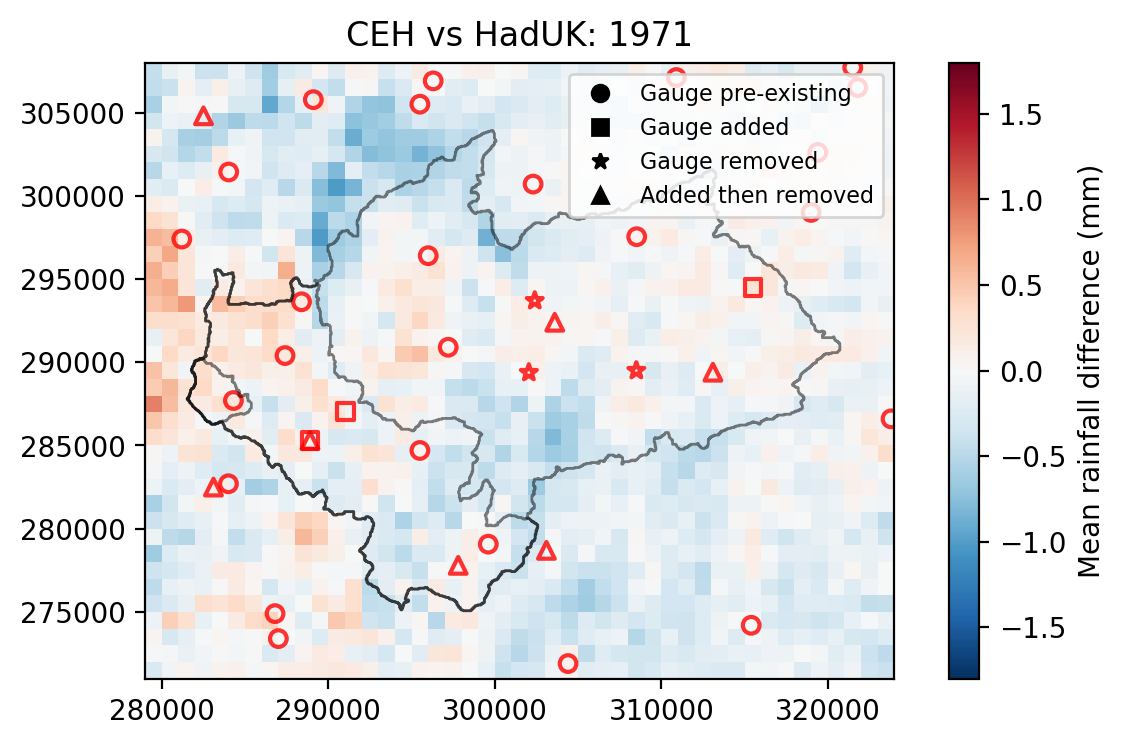 CEH vs HadUK: 1971
Gauge pre-existing
Gauge added
Gauge removed
Added then removed
305000
300000
295000
290000
285000
280000
275000
280000 290000 300000 310000 320000
1.5
1.0
0.5
0.0
−0.5
−1.0
−1.5
Mean rainfall difference (mm)